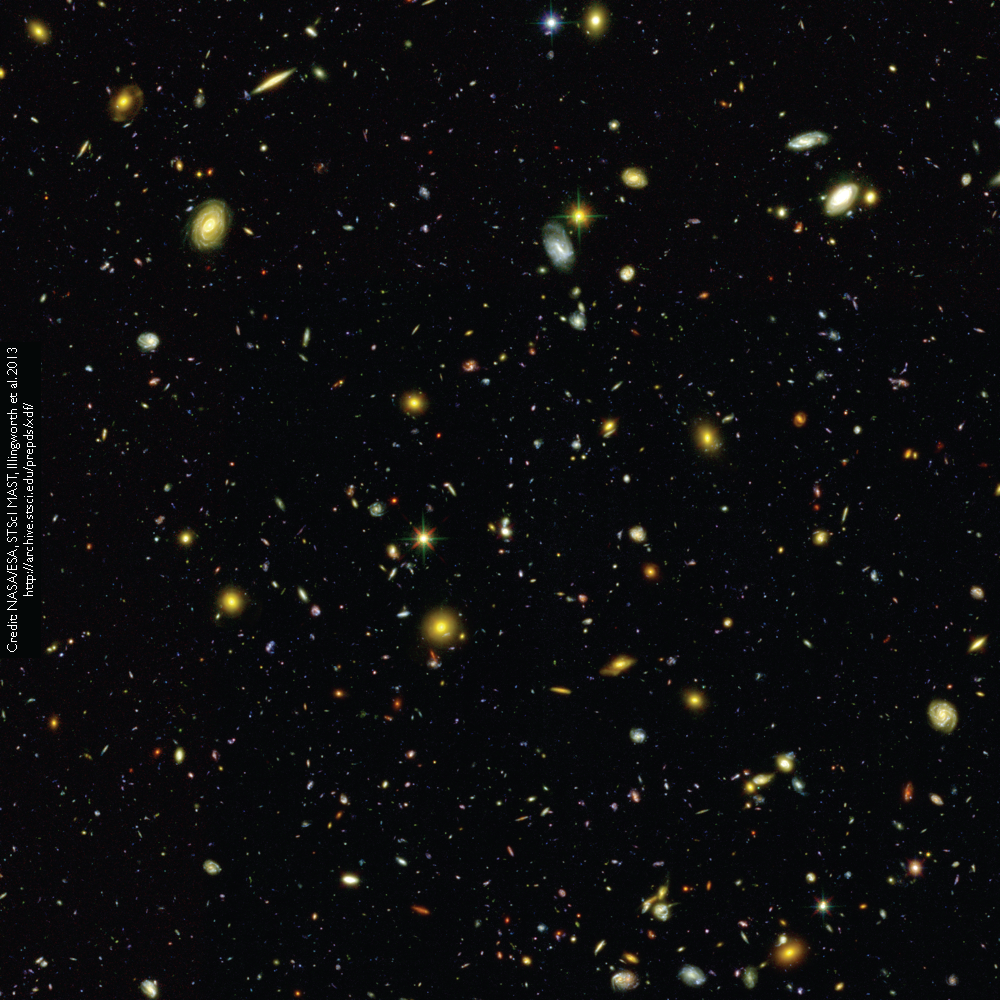 Credit: NASA/ESA, STScI MAST, Illingworth et al. 2013
http://archive.stsci.edu/prepds/xdf/